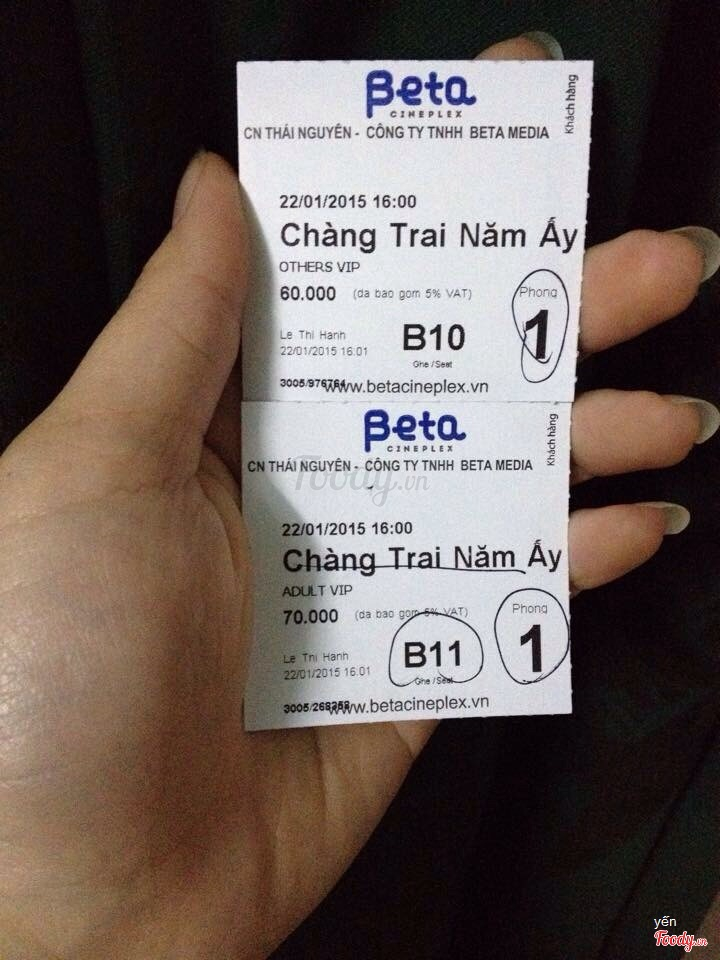 Beta
CINEPLEX
Khách hàng
CN THÁI NGUYÊN - CÔNG TY TNHH BETA MEDIA
22/01/2015 16:00
Chàng Trai Năm Ấy
OTHERS VIP
60.000 (da bao gom 5% VAT)
Phong
1
Le Thi Hanh
22/01/2015 16.01
B10
Ghe / Seat
3005/976764
www.betacineplex.vn
Beta
CINEPLEX
Khách hàng
CN THÁI NGUYÊN - CÔNG TY TNHH BETA MEDIA
Foody.vn
22/01/2015 16:00
Chàng Trai Năm Ấy
ADULT VIP
70.000 (da bao gom 5% VAT)
Phong
1
Le Thi Hanh
22/01/2015 16.01
B11
Ghe / Seat
www.betacineplex.vn
yến
Foody.vn